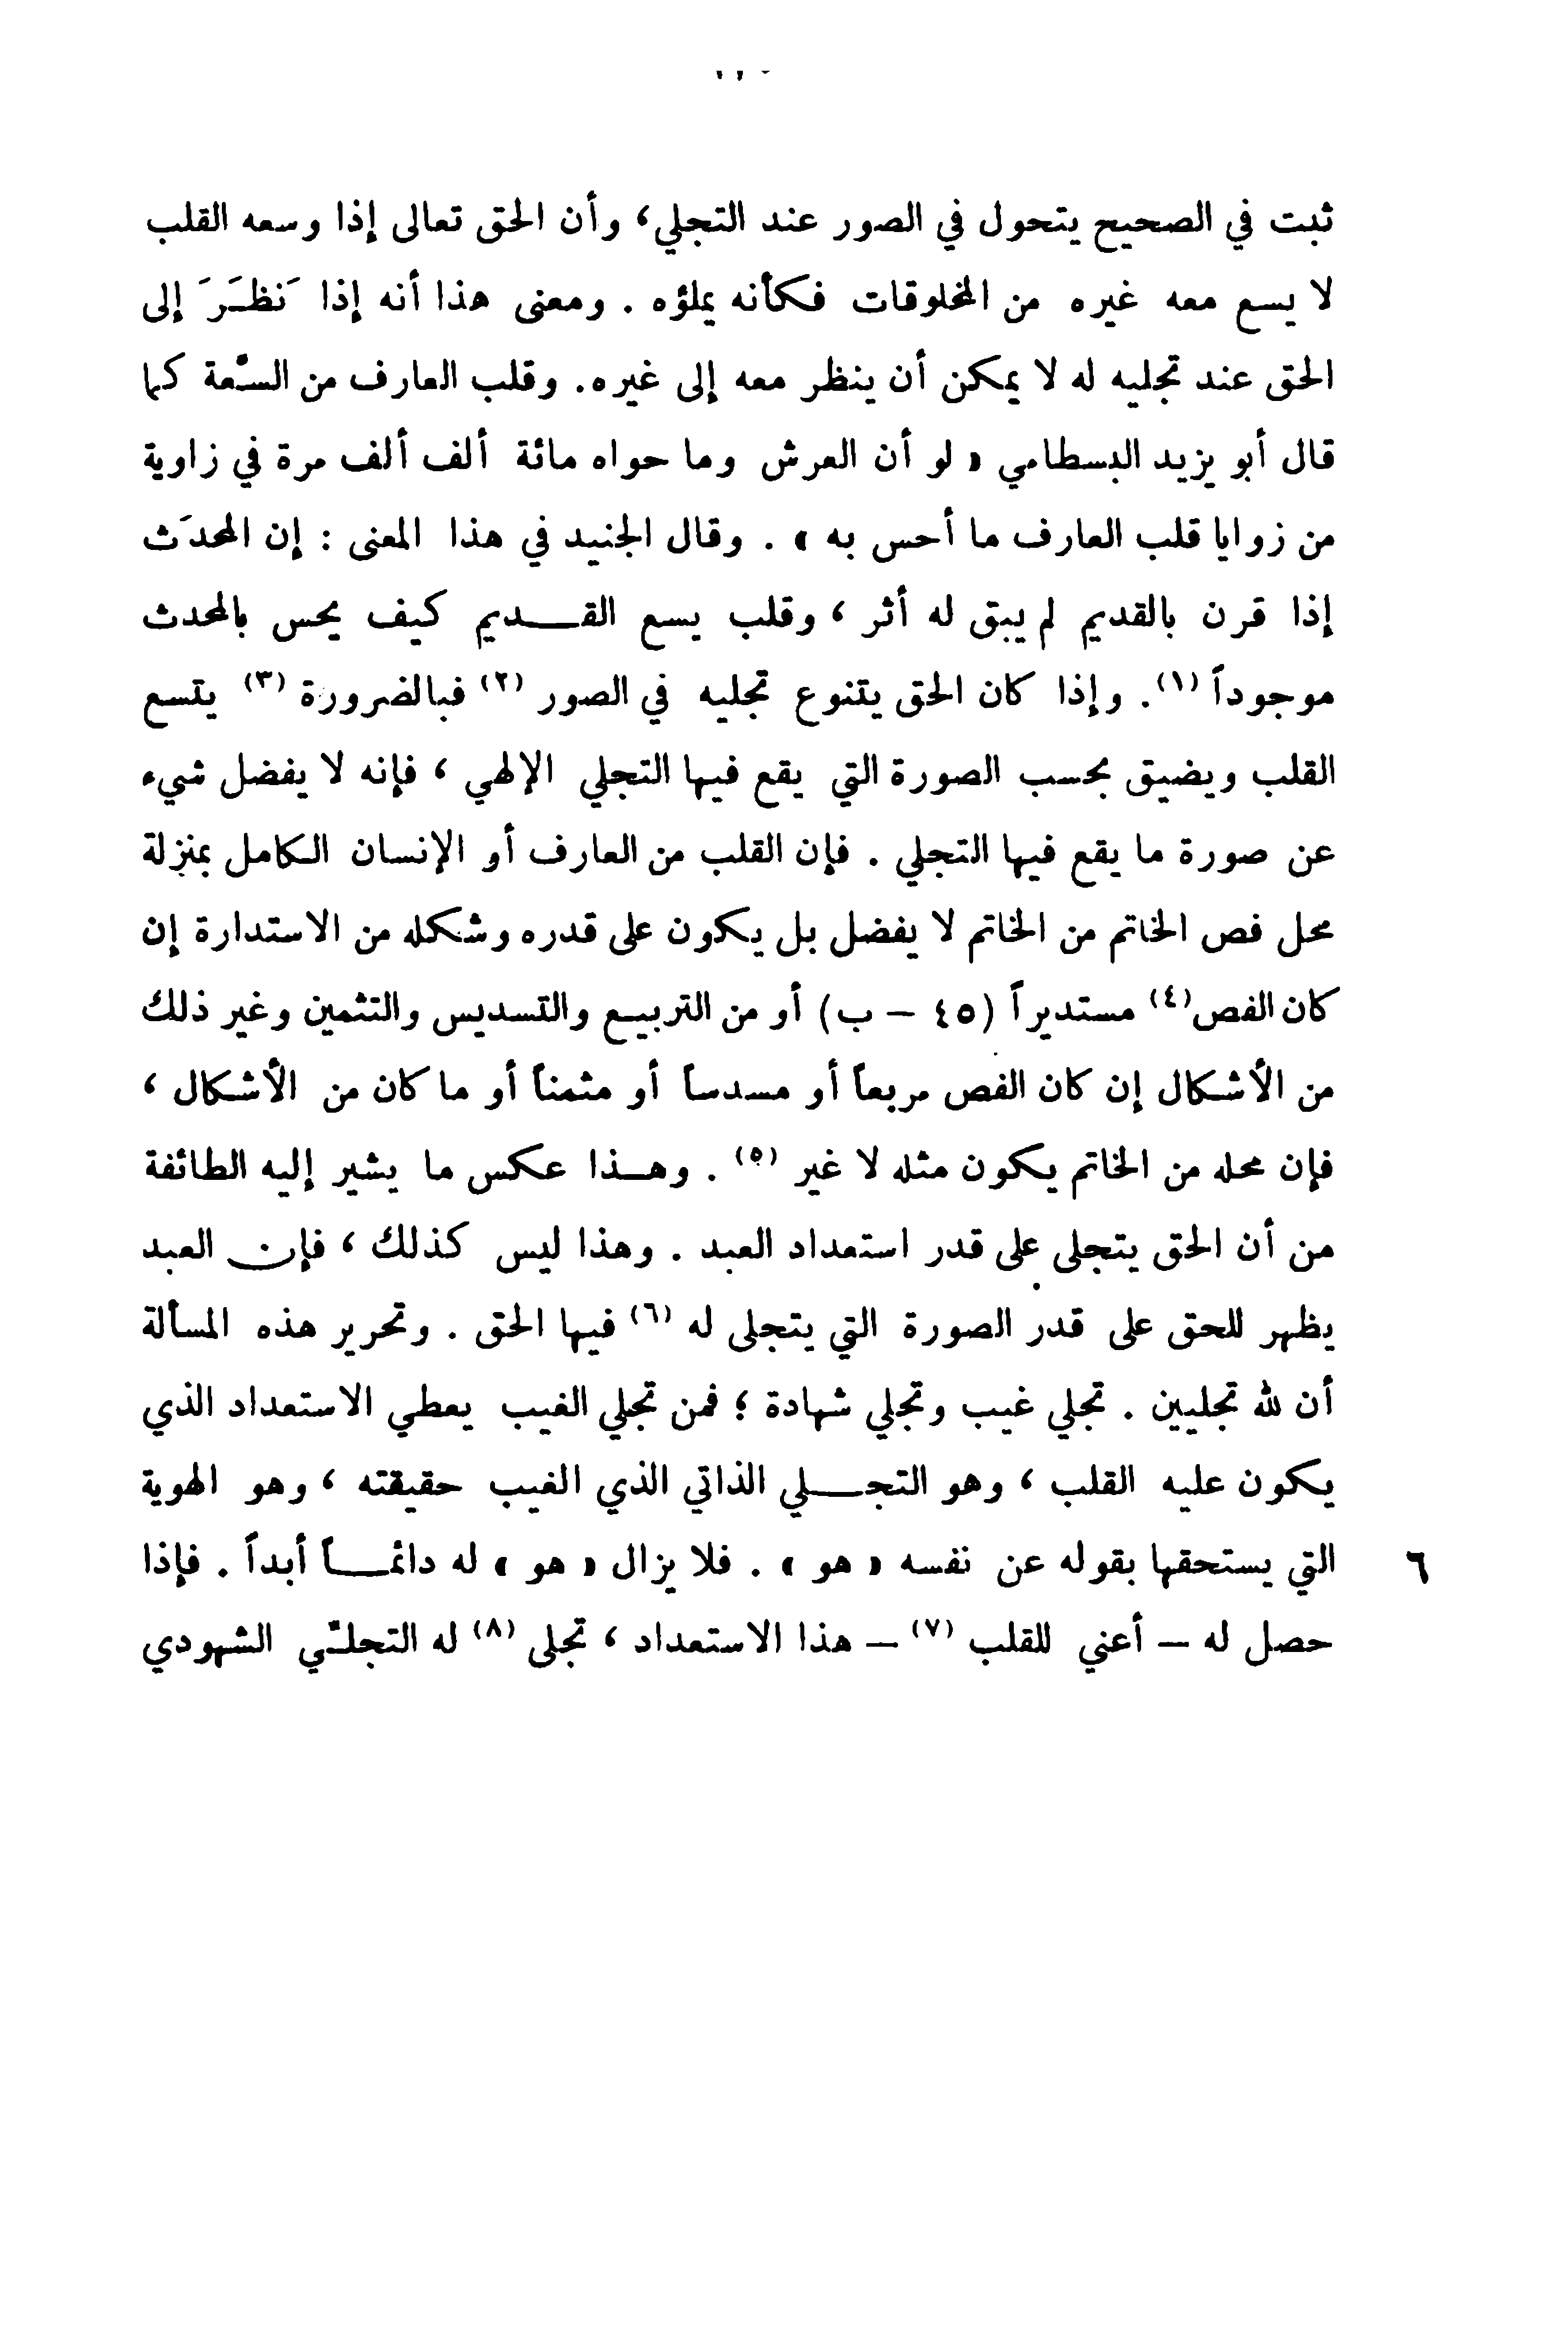 ثبت في الصحيح يتحول في الصور عند التجلي، وأن الحق تعالى إذا وسعه القلب
لا يسع معه غيره من المخلوقات فكأنه يملؤه . ومعنى هذا أنه إذا نَظَرَ إلى
الحق عند تجليه له لا يمكن أن ينظر معه إلى غيره. وقلب العارف من السَّعة كما
قال أبو يزيد البسطامي « لو أن العرش وما حواه مائة ألف ألف مرة في زاوية
من زوايا قلب العارف ما أحس به » . وقال الجنيد في هذا المعنى : إن المحدَث
إذا قرن بالقديم لم يبق له أثر ، وقلب يسع القـديم كيف يحس بالمحدث
موجوداً (١). وإذا كان الحق يتنوع تجليه في الصور (٢) فبالضرورة (٣) يتسع
القلب ويضيق بحسب الصورة التي يقع فيها التجلي الإلهي ، فإنه لا يفضل شيء
عن صورة ما يقع فيها التجلي . فإن القلب من العارف أو الإنسان الكامل بمنزلة
محل فص الخاتم من الخاتم لا يفضل بل يكون على قدره وشكله من الاستدارة إن
كان الفص(٤) مستديراً (٤٥ – ب) أو من التربيع والتسديس والتثمين وغير ذلك
من الأشكال إن كان الفص مربعاً أو مسدساً أو مثمناً أو ما كان من الأشكال ،
فإن محله من الخاتم يكون مثله لا غير (٥) . وهـذا عكس ما يشير إليه الطائفة
من أن الحق يتجلى على قدر استعداد العبد . وهذا ليس كذلك ، فإن العبد
يظهر للحق على قدر الصورة التي يتجلى له (٦) فيها الحق . وتحرير هذه المسألة
أن لله تجليين . تجلي غيب وتجلي شهادة ؛ فمن تجلي الغيب يعطي الاستعداد الذي
يكون عليه القلب ، وهو التجـلي الذاتي الذي الغيب حقيقته ، وهو الهوية
التي يستحقها بقوله عن نفسه « هو » . فلا يزال « هو » له دائمـاً أبداً . فإذا ٦
حصل له – أعني للقلب (٧) – هذا الاستعداد ، تجلى (٨) له التجلّي الشهودي